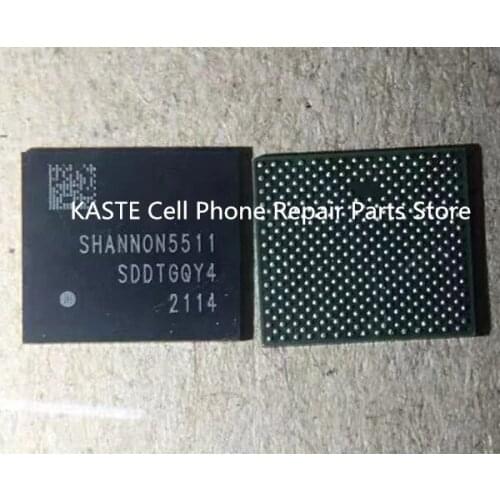 KASTE Cell Phone Repair Parts Store
SHANNON5511
SDDTGQY4
2114